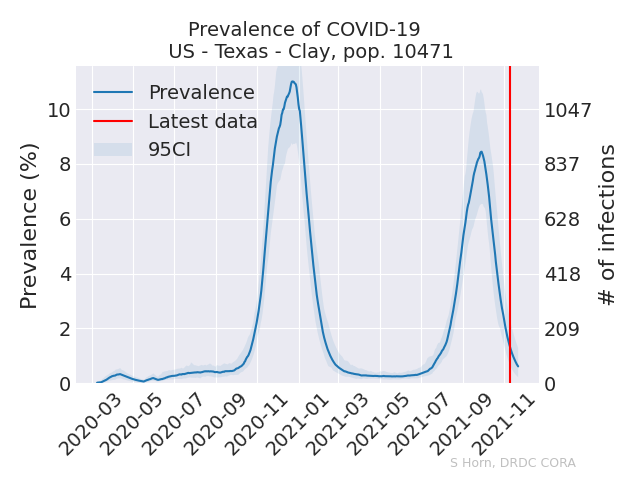 Prevalence of COVID-19
US - Texas - Clay, pop. 10471
Prevalence
Latest data
95CI
Prevalence (%)
10
8
6
4
2
0
1047
837
628
418
209
0
# of infections
2020-03
2020-05
2020-07
2020-09
2020-11
2021-01
2021-03
2021-05
2021-07
2021-09
2021-11
S Horn, DRDC CORA